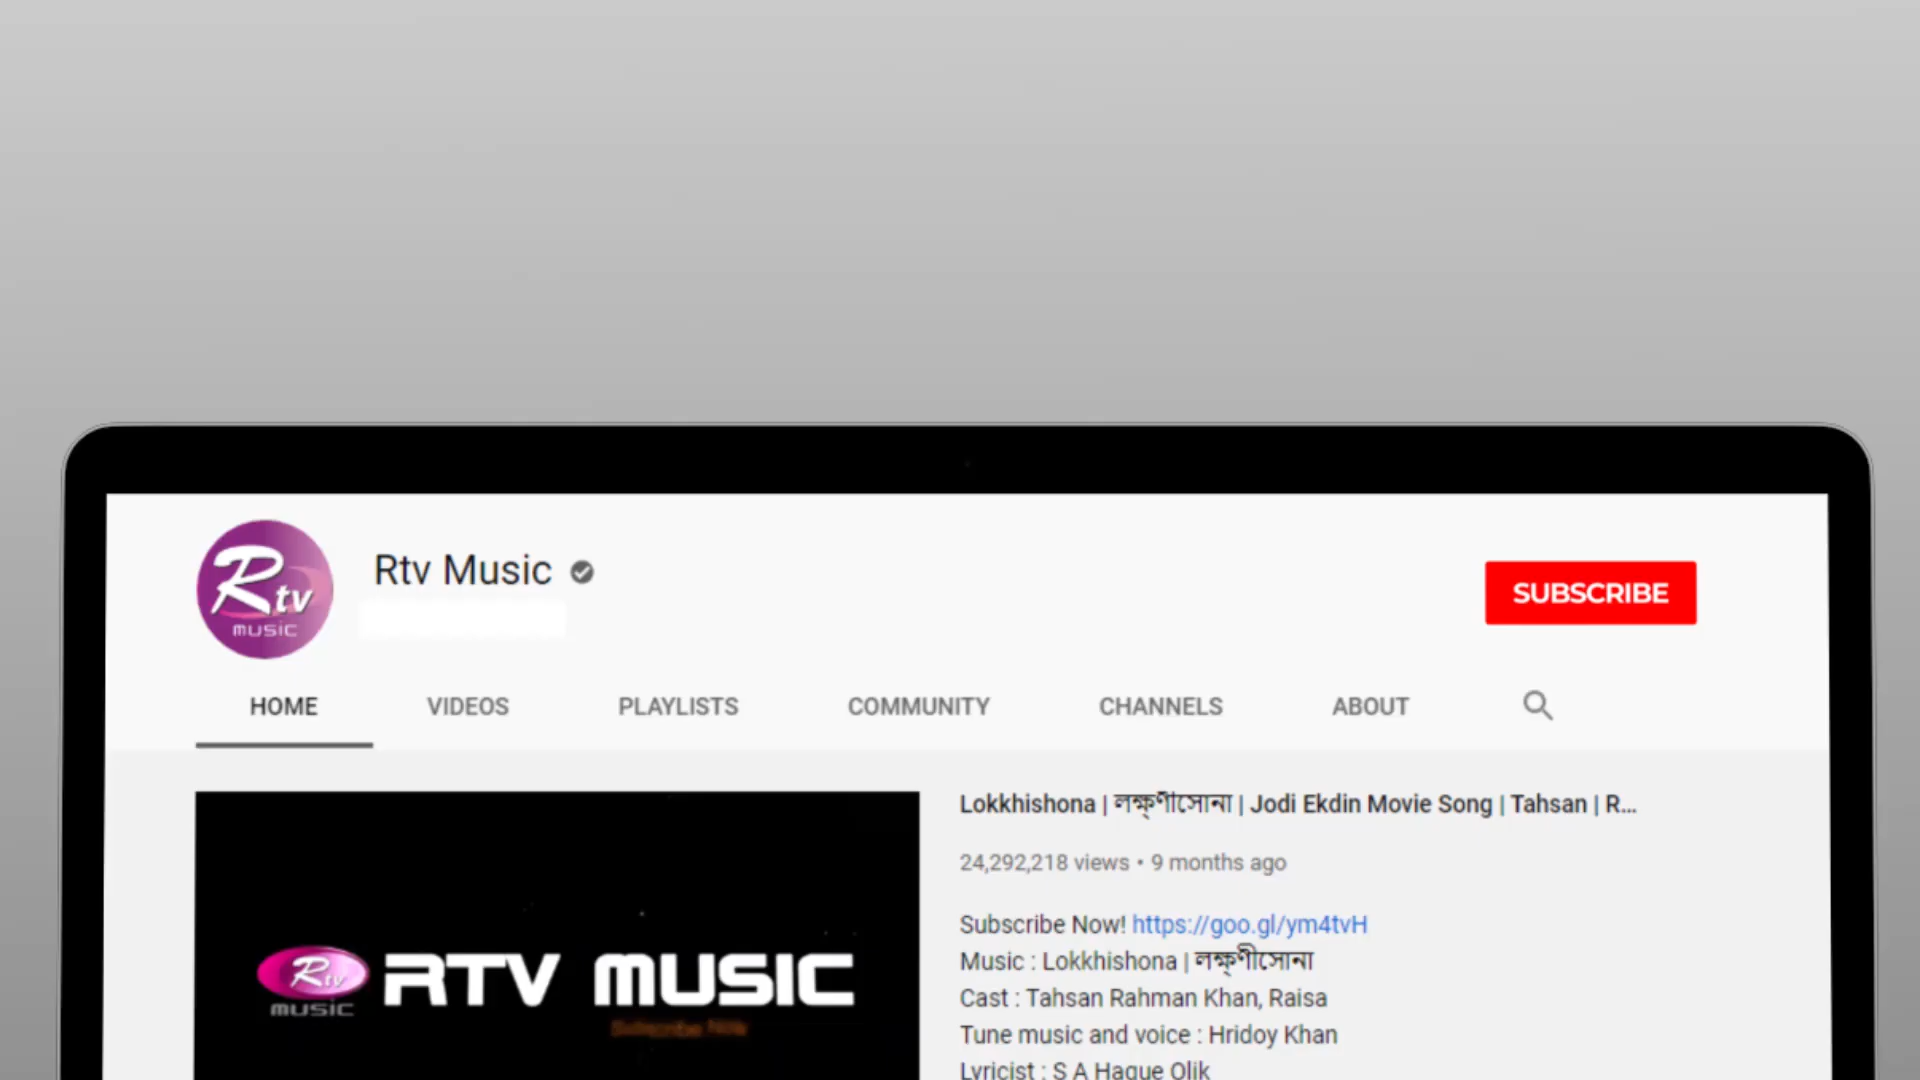 Rtv
MUSIC
Rtv Music
SUBSCRIBE
HOME
VIDEOS
PLAYLISTS
COMMUNITY
CHANNELS
ABOUT
Rtv
MUSIC
RTV MUSIC
Subscribe Now
Lokkhishona | লক্ষ্ণীসোনা | Jodi Ekdin Movie Song | Tahsan | R...
24,292,218 views • 9 months ago
Subscribe Now! https://goo.gl/ym4tvH
Music : Lokkhishona | লক্ষ্ণীসোনা
Cast : Tahsan Rahman Khan, Raisa
Tune music and voice : Hridoy Khan
Lyricist : S A Haque Olik